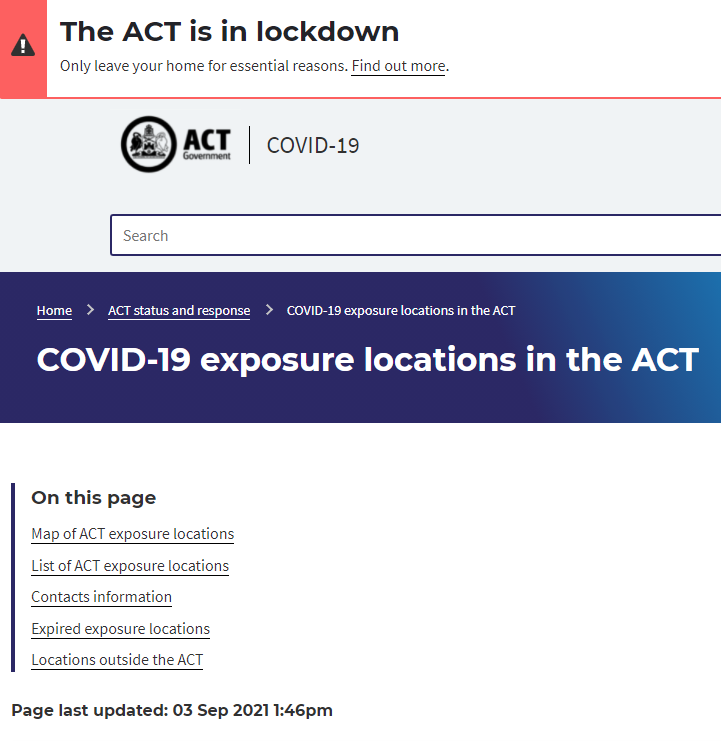 The ACT is in lockdown
Only leave your home for essential reasons. Find out more.
ACT
Government
COVID-19
Search
Home > ACT status and response > COVID-19 exposure locations in the ACT
COVID-19 exposure locations in the ACT
On this page
Map of ACT exposure locations
List of ACT exposure locations
Contacts information
Expired exposure locations
Locations outside the ACT
Page last updated: 03 Sep 2021 1:46pm